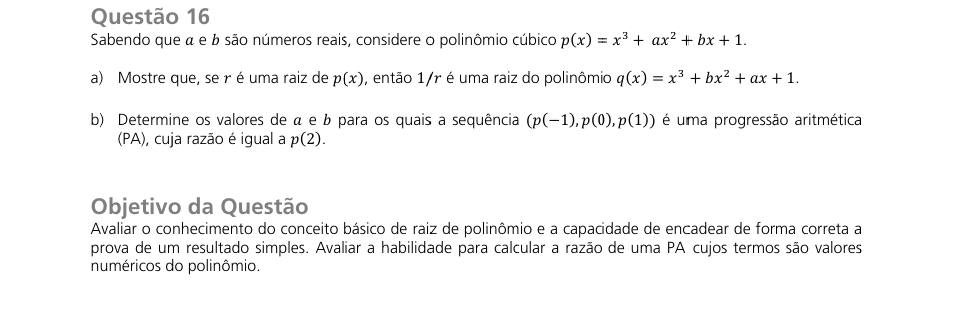 Questão 16
Sabendo que a e b são números reais, considere o polinômio cúbico p(x) = x³ + ax² + bx + 1.
a) Mostre que, se r é uma raiz de p(x), então 1/r é uma raiz do polinômio q(x) = x³ + bx² + ax + 1.
b) Determine os valores de a e b para os quais a sequência (p(−1), p(0), p(1)) é uma progressão aritmética
(PA), cuja razão é igual a p(2).
Objetivo da Questão
Avaliar o conhecimento do conceito básico de raiz de polinômio e a capacidade de encadear de forma correta a
prova de um resultado simples. Avaliar a habilidade para calcular a razão de uma PA cujos termos são valores
numéricos do polinômio.